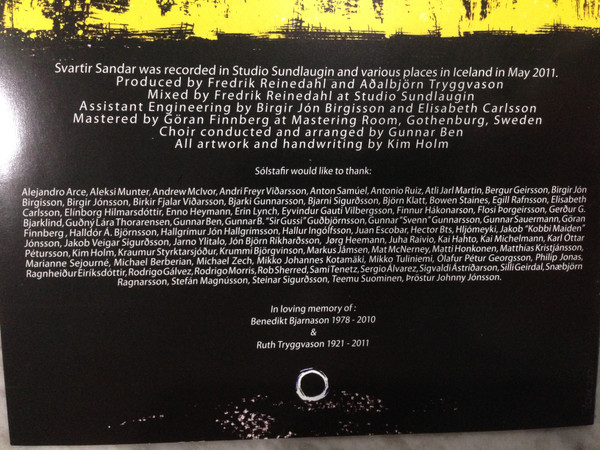 Svartir Sandar was recorded in Studio Sundlaugin and various places in Iceland in May 2011.
Produced by Fredrik Reinedahl and Aðalbjörn Tryggvason
Mixed by Fredrik Reinedahl at Studio Sundlaugin
Assistant Engineering by Birgir Jón Birgisson and Elisabeth Carlsson
Mastered by Göran Finnberg at Mastering Room, Gothenburg, Sweden
Choir conducted and arranged by Gunnar Ben
All artwork and handwriting by Kim Holm
Sólstafir would like to thank:
Alejandro Arce, Aleksi Munter, Andrew McIvor, Andri Freyr Viðarsson, Anton Samúel, Antonio Ruiz, Atli Jarl Martin, Bergur Geirsson, Birgir Jón
Birgisson, Birgir Jónsson, Birkir Fjalar Viðarsson, Bjarki Gunnarsson, Bjarni Sigurðsson, Björn Klatt, Bowen Staines, Egill Rafnsson, Elisabeth
Carlsson, Elínborg Hilmarsdóttir, Enno Heymann, Erin Lynch, Eyvindur Gauti Vilbergsson, Finnur Hákonarson, Flosi Þorgeirsson, Gerður G.
Bjarklind, Guðný Lára Thorarensen, Gunnar Ben, Gunnar B. "Sir Gussi" Guðbjörnsson, Gunnar "Svenn" Gunnarsson, Gunnar Sauermann, Göran
Finnberg, Halldór Á. Björnsson, Hallgrímur Jón Hallgrímsson, Hallur Ingólfsson, Juan Escobar, Hector Bts, Hljómeyki, Jakob "Kobbi Maiden"
Jónsson, Jakob Veigar Sigurðsson, Jarno Ylitalo, Jón Björn Ríkharðsson, Jørg Heemann, Juha Raivio, Kai Hahto, Kai Michelmann, Karl Óttar
Pétursson, Kim Holm, Kraumur Styrktarsjóður, Krummi Björgvinsson, Markus Jåmsen, Mat McNerney, Matti Honkonen, Matthías Kristjánsson,
Marianne Sejourné, Michael Berberian, Michael Zech, Mikko Johannes Kotamäki, Mikko Tuliniemi, Ólafur Pétur Georgsson, Philip Jonas,
Ragnheiður Eiríksdóttir, Rodrigo Gálvez, Rodrigo Morris, Rob Sherred, Sami Tenetz, Sergio Álvarez, Sigvaldi Ástríðarson, Silli Geirdal, Snæbjörn
Ragnarsson, Stefán Magnússon, Steinar Sigurðsson, Teemu Suominen, Þröstur Johnny Jónsson.
In loving memory of :
Benedikt Bjarnason 1978 - 2010
&
Ruth Tryggvason 1921 - 2011